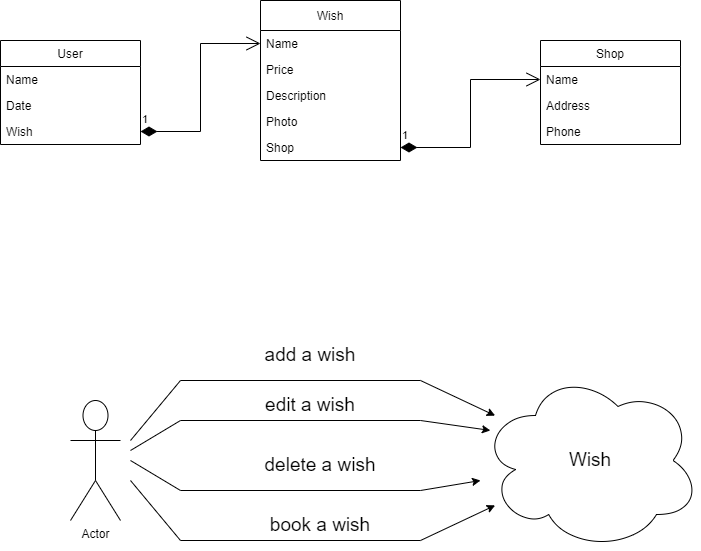 User
Name
Date
Wish
1
Wish
Name
Price
Description
Photo
Shop
1
Shop
Name
Address
Phone
add a wish
edit a wish
delete a wish
book a wish
Actor
Wish